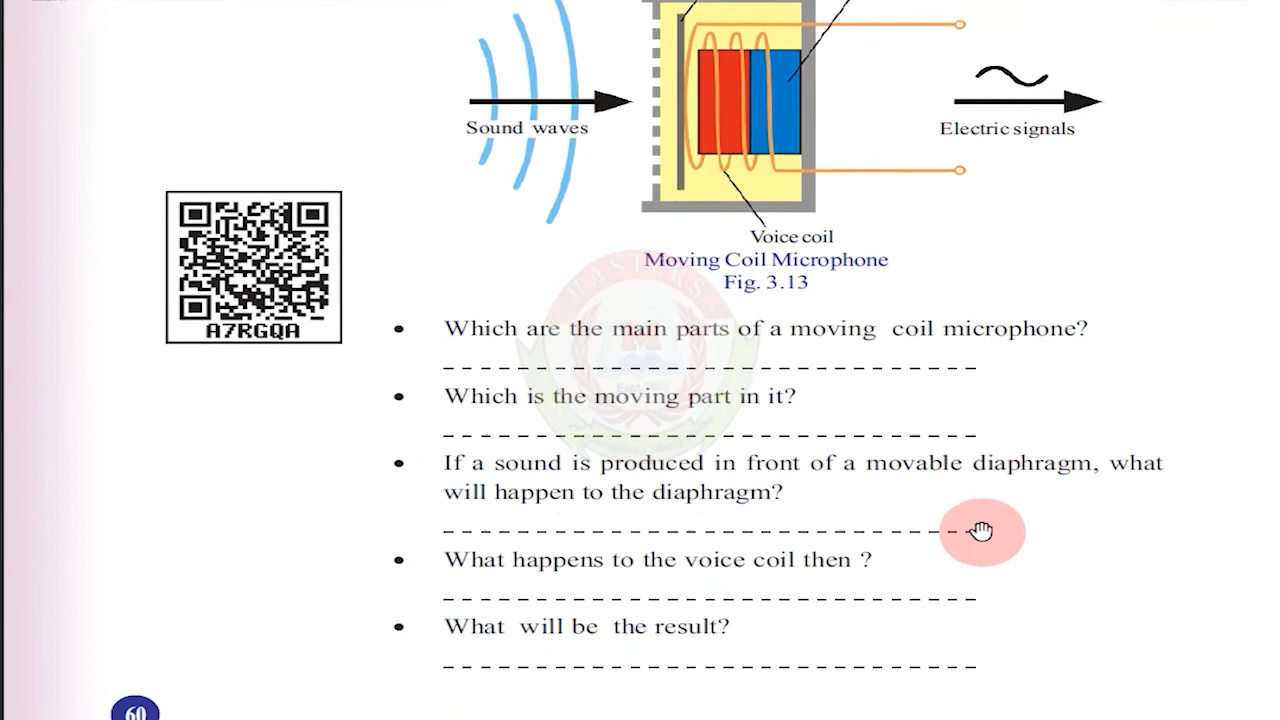 Sound waves
Electric signals
Voice coil
Moving Coil Microphone
Fig. 3.13
A7RGQA
• Which are the main parts of a moving coil microphone?
• Which is the moving part in it?
• If a sound is produced in front of a movable diaphragm, what
will happen to the diaphragm?
• What happens to the voice coil then ?
• What will be the result?
60
MASTERS